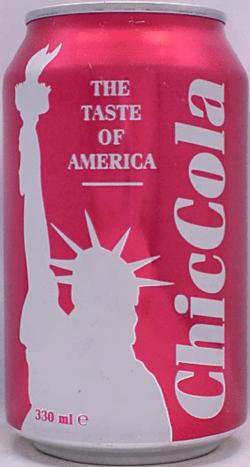 THE
TASTE
OF
AMERICA
ChicCola
330 ml ℮